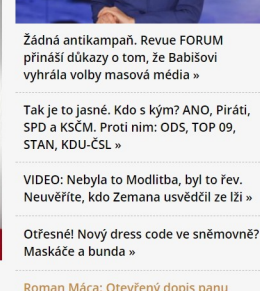 Žádná antikampaň. Revue FORUM
přináší důkazy o tom, že Babišovi
vyhrála volby masová média »
Tak je to jasné. Kdo s kým? ANO, Piráti,
SPD a KSČM. Proti nim: ODS, TOP 09,
STAN, KDU-ČSL »
VIDEO: Nebyla to Modlitba, byl to řev.
Neuvěříte, kdo Zemana usvědčil ze lži »
Otřesné! Nový dress code ve sněmovně?
Maskáče a bunda »
Roman Máca: Otevřený dopis panu